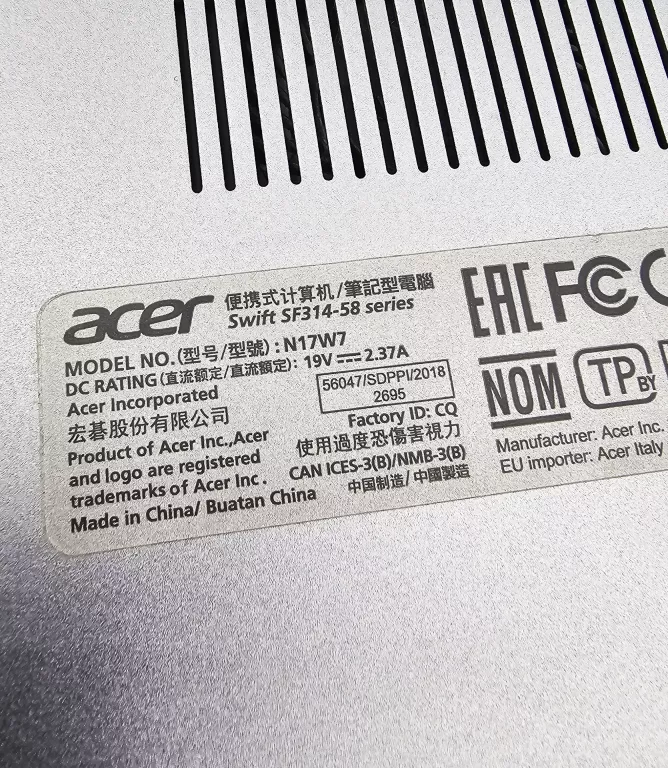 acer 便携式计算机/筆記型電腦
Swift SF314-58 series
MODEL NO.(型号/型號) : N17W7
DC RATING(直流额定/直流額定): 19V 2.37A
Acer Incorporated
宏碁股份有限公司
Product of Acer Inc.,Acer
and logo are registered
trademarks of Acer Inc.
Made in China/ Buatan China
56047/SDPPI/2018
2695
Factory ID: CQ
使用過度恐傷害視力
CAN ICES-3(B)/NMB-3(B)
中国制造/ 中國製造
EAC FC
NOM TP BY
Manufacturer: Acer Inc.
EU importer: Acer Italy